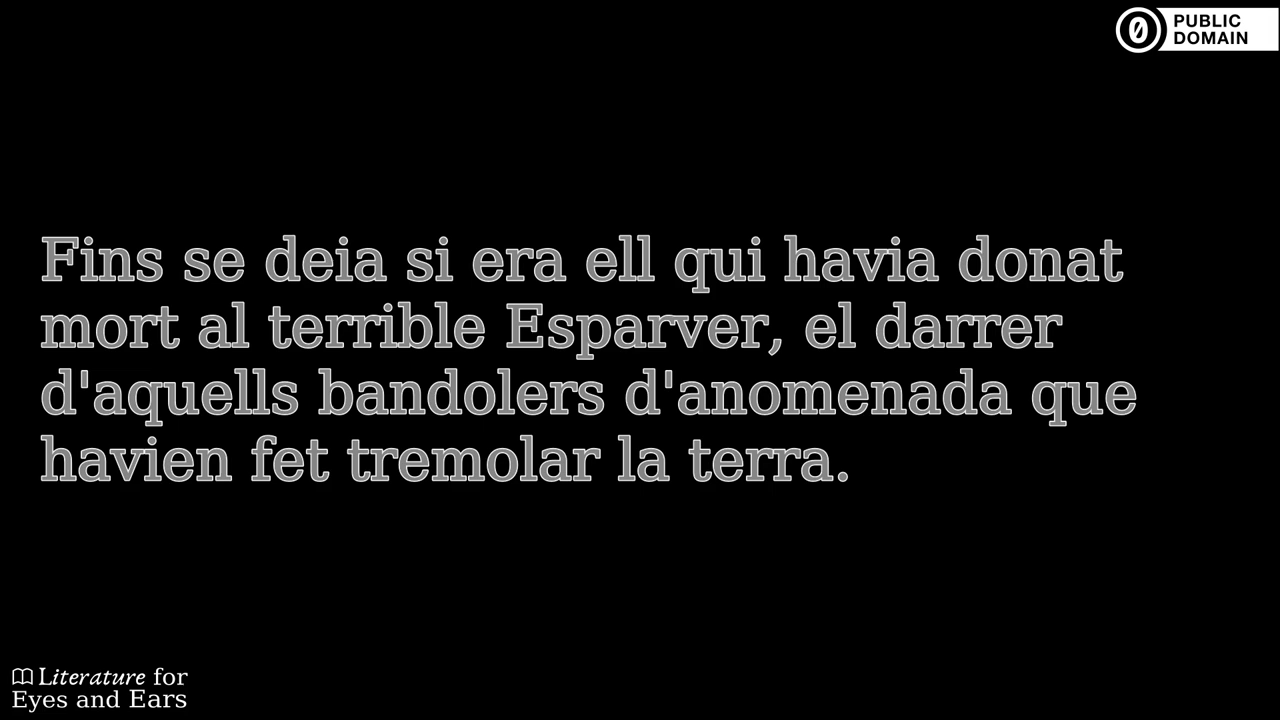 PUBLIC
DOMAIN
Fins se deia si era ell qui havia donat
mort al terrible Esparver, el darrer
d'aquells bandolers d'anomenada que
havien fet tremolar la terra.
Literature for
Eyes and Ears